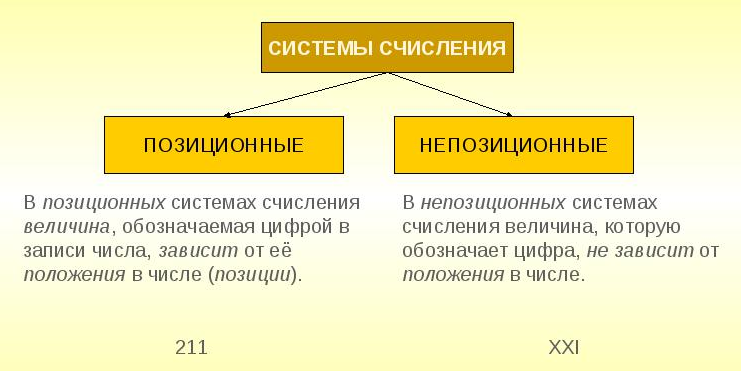 СИСТЕМЫ СЧИСЛЕНИЯ
ПОЗИЦИОННЫЕ
НЕПОЗИЦИОННЫЕ
В позиционных системах счисления
величина, обозначаемая цифрой в
записи числа, зависит от её
положения в числе (позиции).
211
В непозиционных системах
счисления величина, которую
обозначает цифра, не зависит от
положения в числе.
XXI